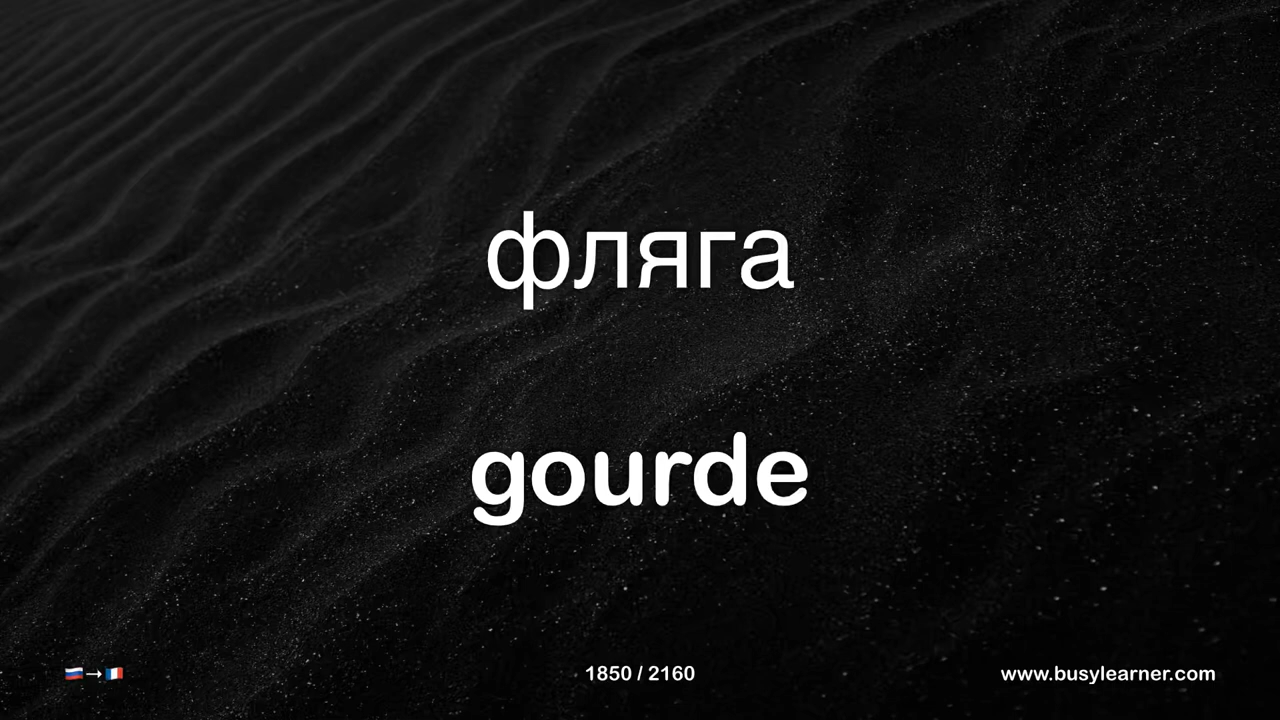 фляга
gourde
🇷🇺→🇫🇷
1850 / 2160
www.busylearner.com